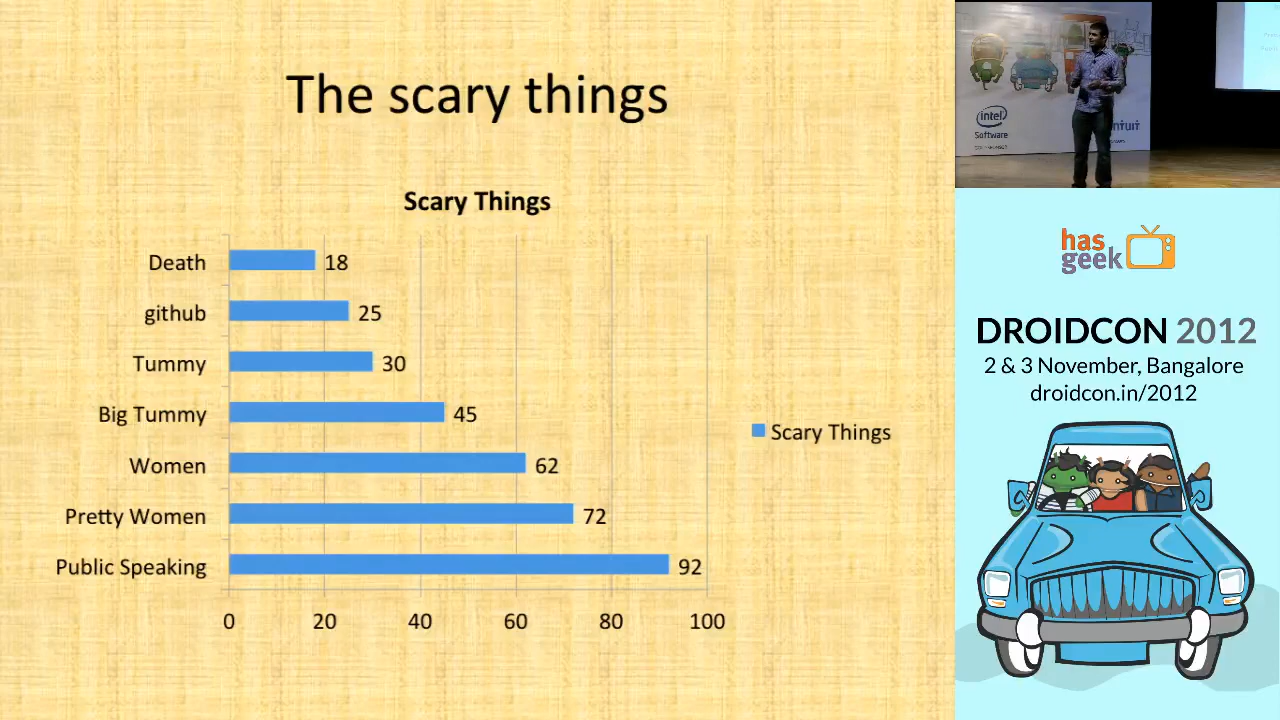 The scary things
Scary Things
Death 18
github 25
Tummy 30
Big Tummy 45
Women 62
Pretty Women 72
Public Speaking 92
0 20 40 60 80 100
Scary Things
intel
Software
has
geek
DROIDCON 2012
2 & 3 November, Bangalore
droidcon.in/2012